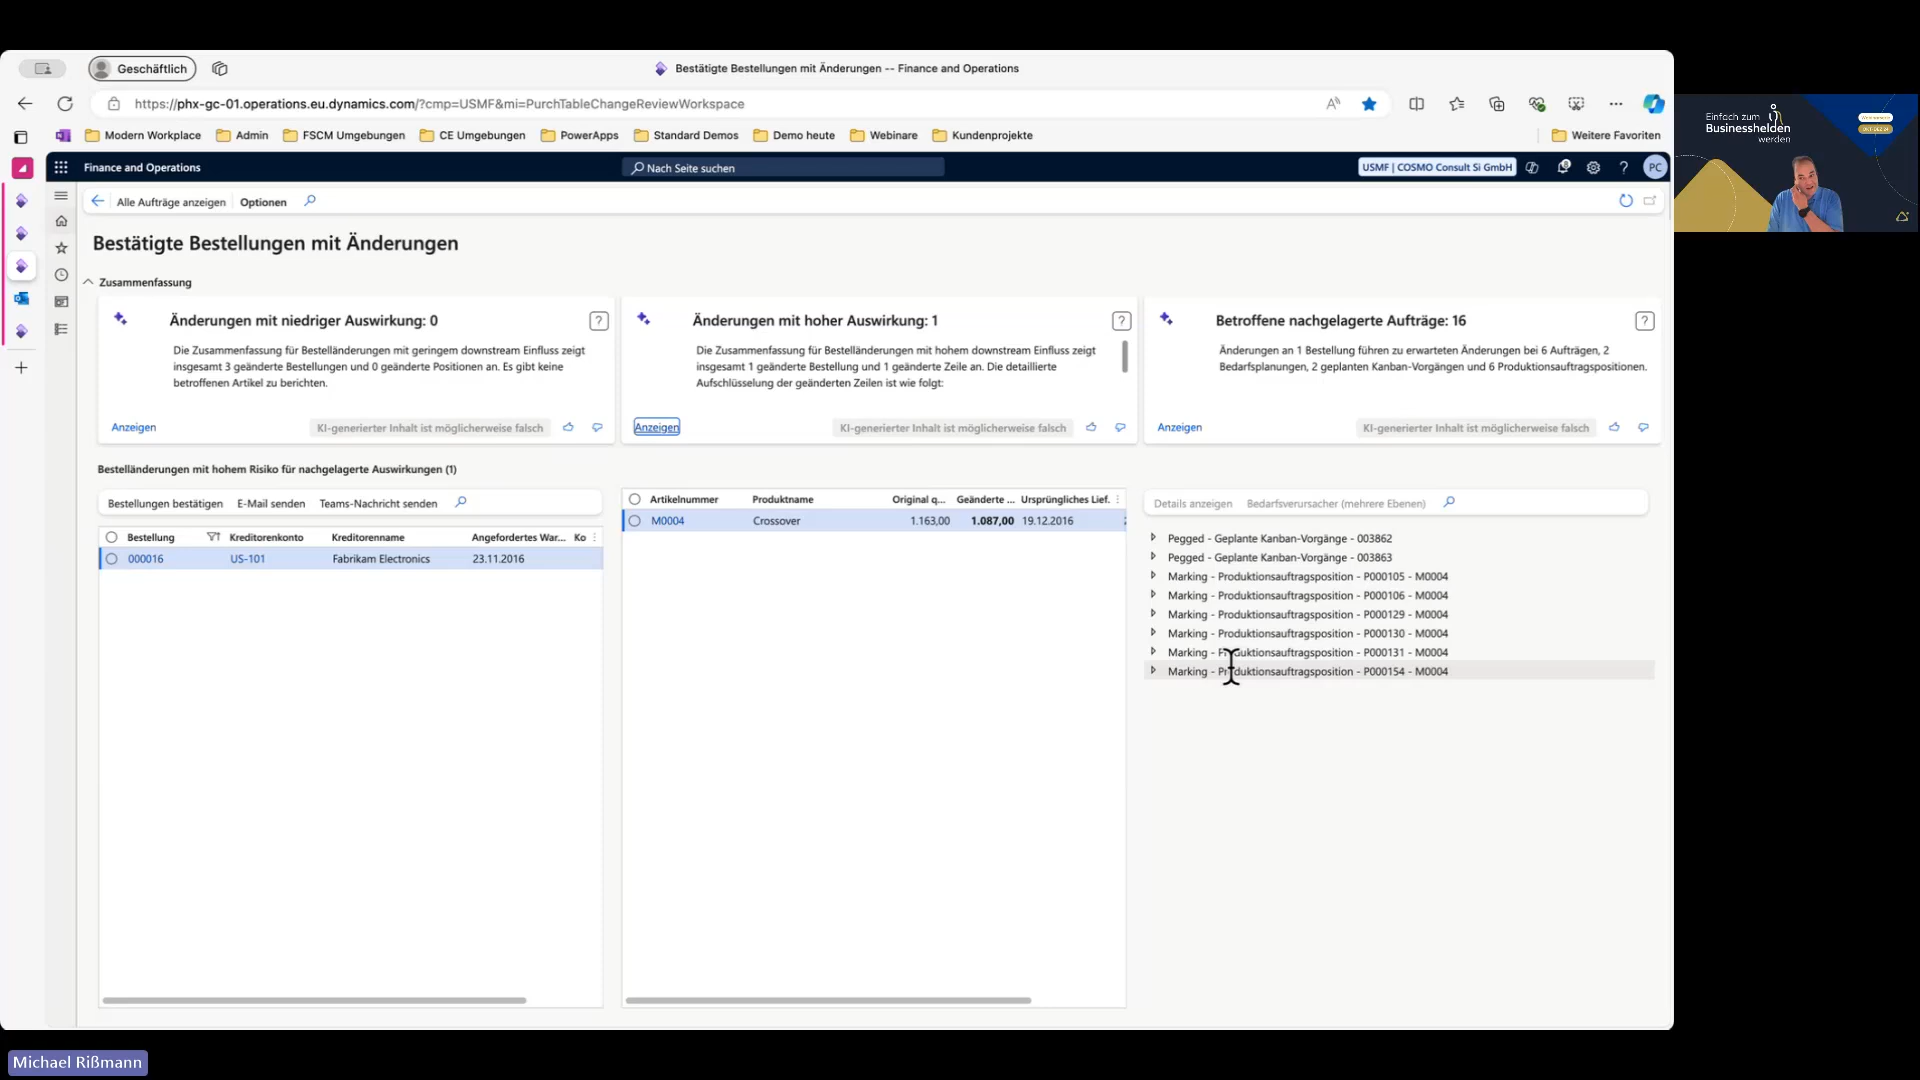 Geschäftlich
Bestätigte Bestellungen mit Änderungen -- Finance and Operations
https://phx-gc-01.operations.eu.dynamics.com/?cmp=USMF&mi=PurchTableChangeReviewWorkspace
Modern Workplace
Admin
FSCM Umgebungen
CE Umgebungen
PowerApps
Standard Demos
Demo heute
Webinare
Kundenprojekte
Weitere Favoriten
Finance and Operations
Nach Seite suchen
USMF | COSMO Consult Si GmbH
PC
Alle Aufträge anzeigen
Optionen
Bestätigte Bestellungen mit Änderungen
Zusammenfassung
Änderungen mit niedriger Auswirkung: 0
Die Zusammenfassung für Bestelländerungen mit geringem downstream Einfluss zeigt
insgesamt 3 geänderte Bestellungen und 0 geänderte Positionen an. Es gibt keine
betroffenen Artikel zu berichten.
Anzeigen
KI-generierter Inhalt ist möglicherweise falsch
Änderungen mit hoher Auswirkung: 1
Die Zusammenfassung für Bestelländerungen mit hohem downstream Einfluss zeigt
insgesamt 1 geänderte Bestellung und 1 geänderte Zeile an. Die detaillierte
Aufschlüsselung der geänderten Zeilen ist wie folgt:
Anzeigen
KI-generierter Inhalt ist möglicherweise falsch
Betroffene nachgelagerte Aufträge: 16
Änderungen an 1 Bestellung führen zu erwarteten Änderungen bei 6 Aufträgen, 2
Bedarfsplanungen, 2 geplanten Kanban-Vorgängen und 6 Produktionsauftragspositionen.
Anzeigen
KI-generierter Inhalt ist möglicherweise falsch
Bestelländerungen mit hohem Risiko für nachgelagerte Auswirkungen (1)
Bestellungen bestätigen
E-Mail senden
Teams-Nachricht senden
Bestellung Kreditorenkonto Kreditorenname Angefordertes War... Ko
000016 US-101 Fabrikam Electronics 23.11.2016
Artikelnummer Produktname Original q... Geänderte ... Ursprüngliches Lief.
M0004 Crossover 1.163,00 1.087,00 19.12.2016
Details anzeigen
Bedarfsverursacher (mehrere Ebenen)
Pegged - Geplante Kanban-Vorgänge - 003862
Pegged - Geplante Kanban-Vorgänge - 003863
Marking - Produktionsauftragsposition - P000105 - M0004
Marking - Produktionsauftragsposition - P000106 - M0004
Marking - Produktionsauftragsposition - P000129 - M0004
Marking - Produktionsauftragsposition - P000130 - M0004
Marking - Produktionsauftragsposition - P000131 - M0004
Marking - Produktionsauftragsposition - P000154 - M0004
Einfach zum
Businesshelden
werden
Michael Rißmann